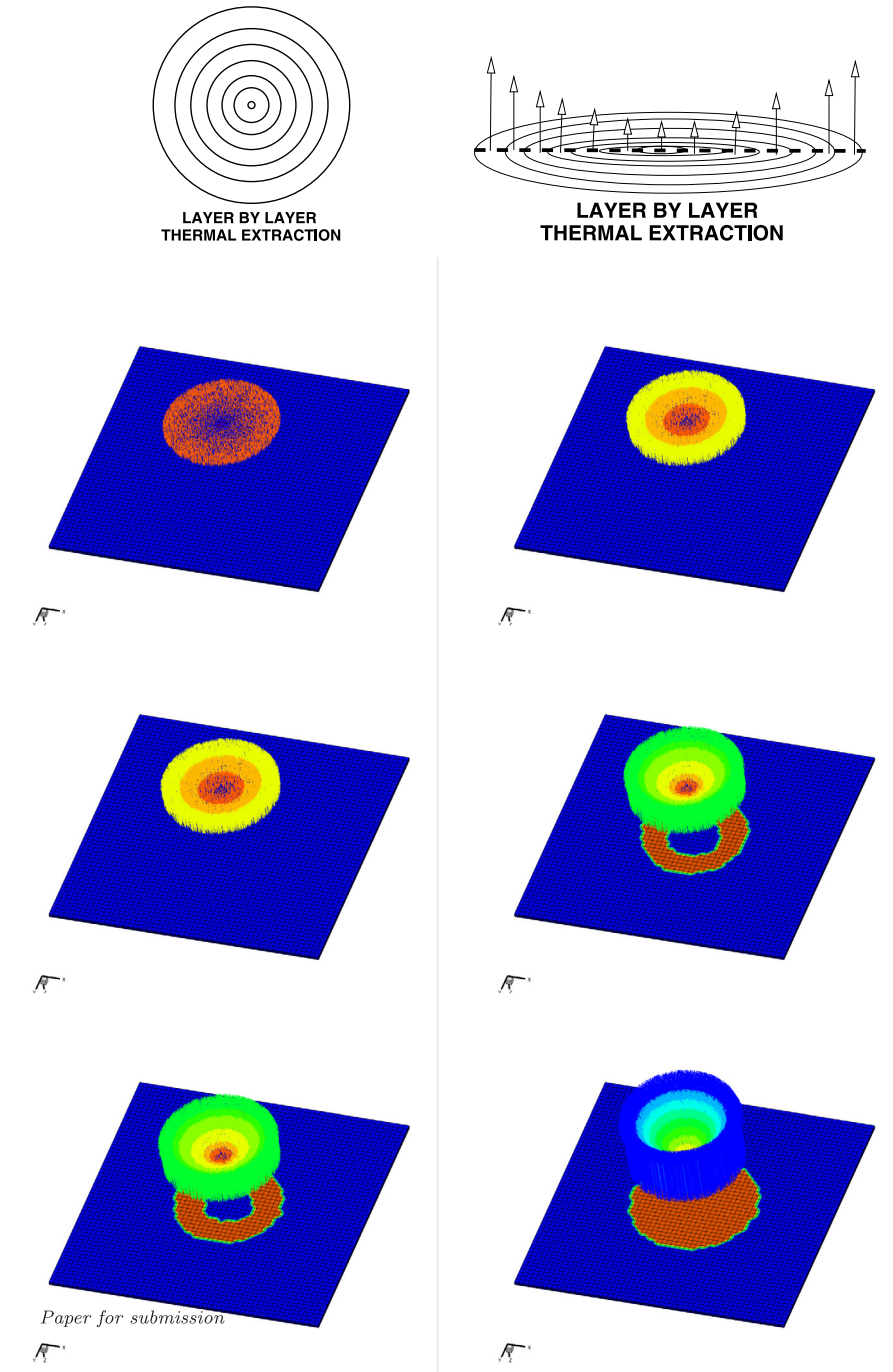 LAYER BY LAYER
THERMAL EXTRACTION
LAYER BY LAYER
THERMAL EXTRACTION
X
X
X
X
Paper for submission
X
Y Z
X
Y Z